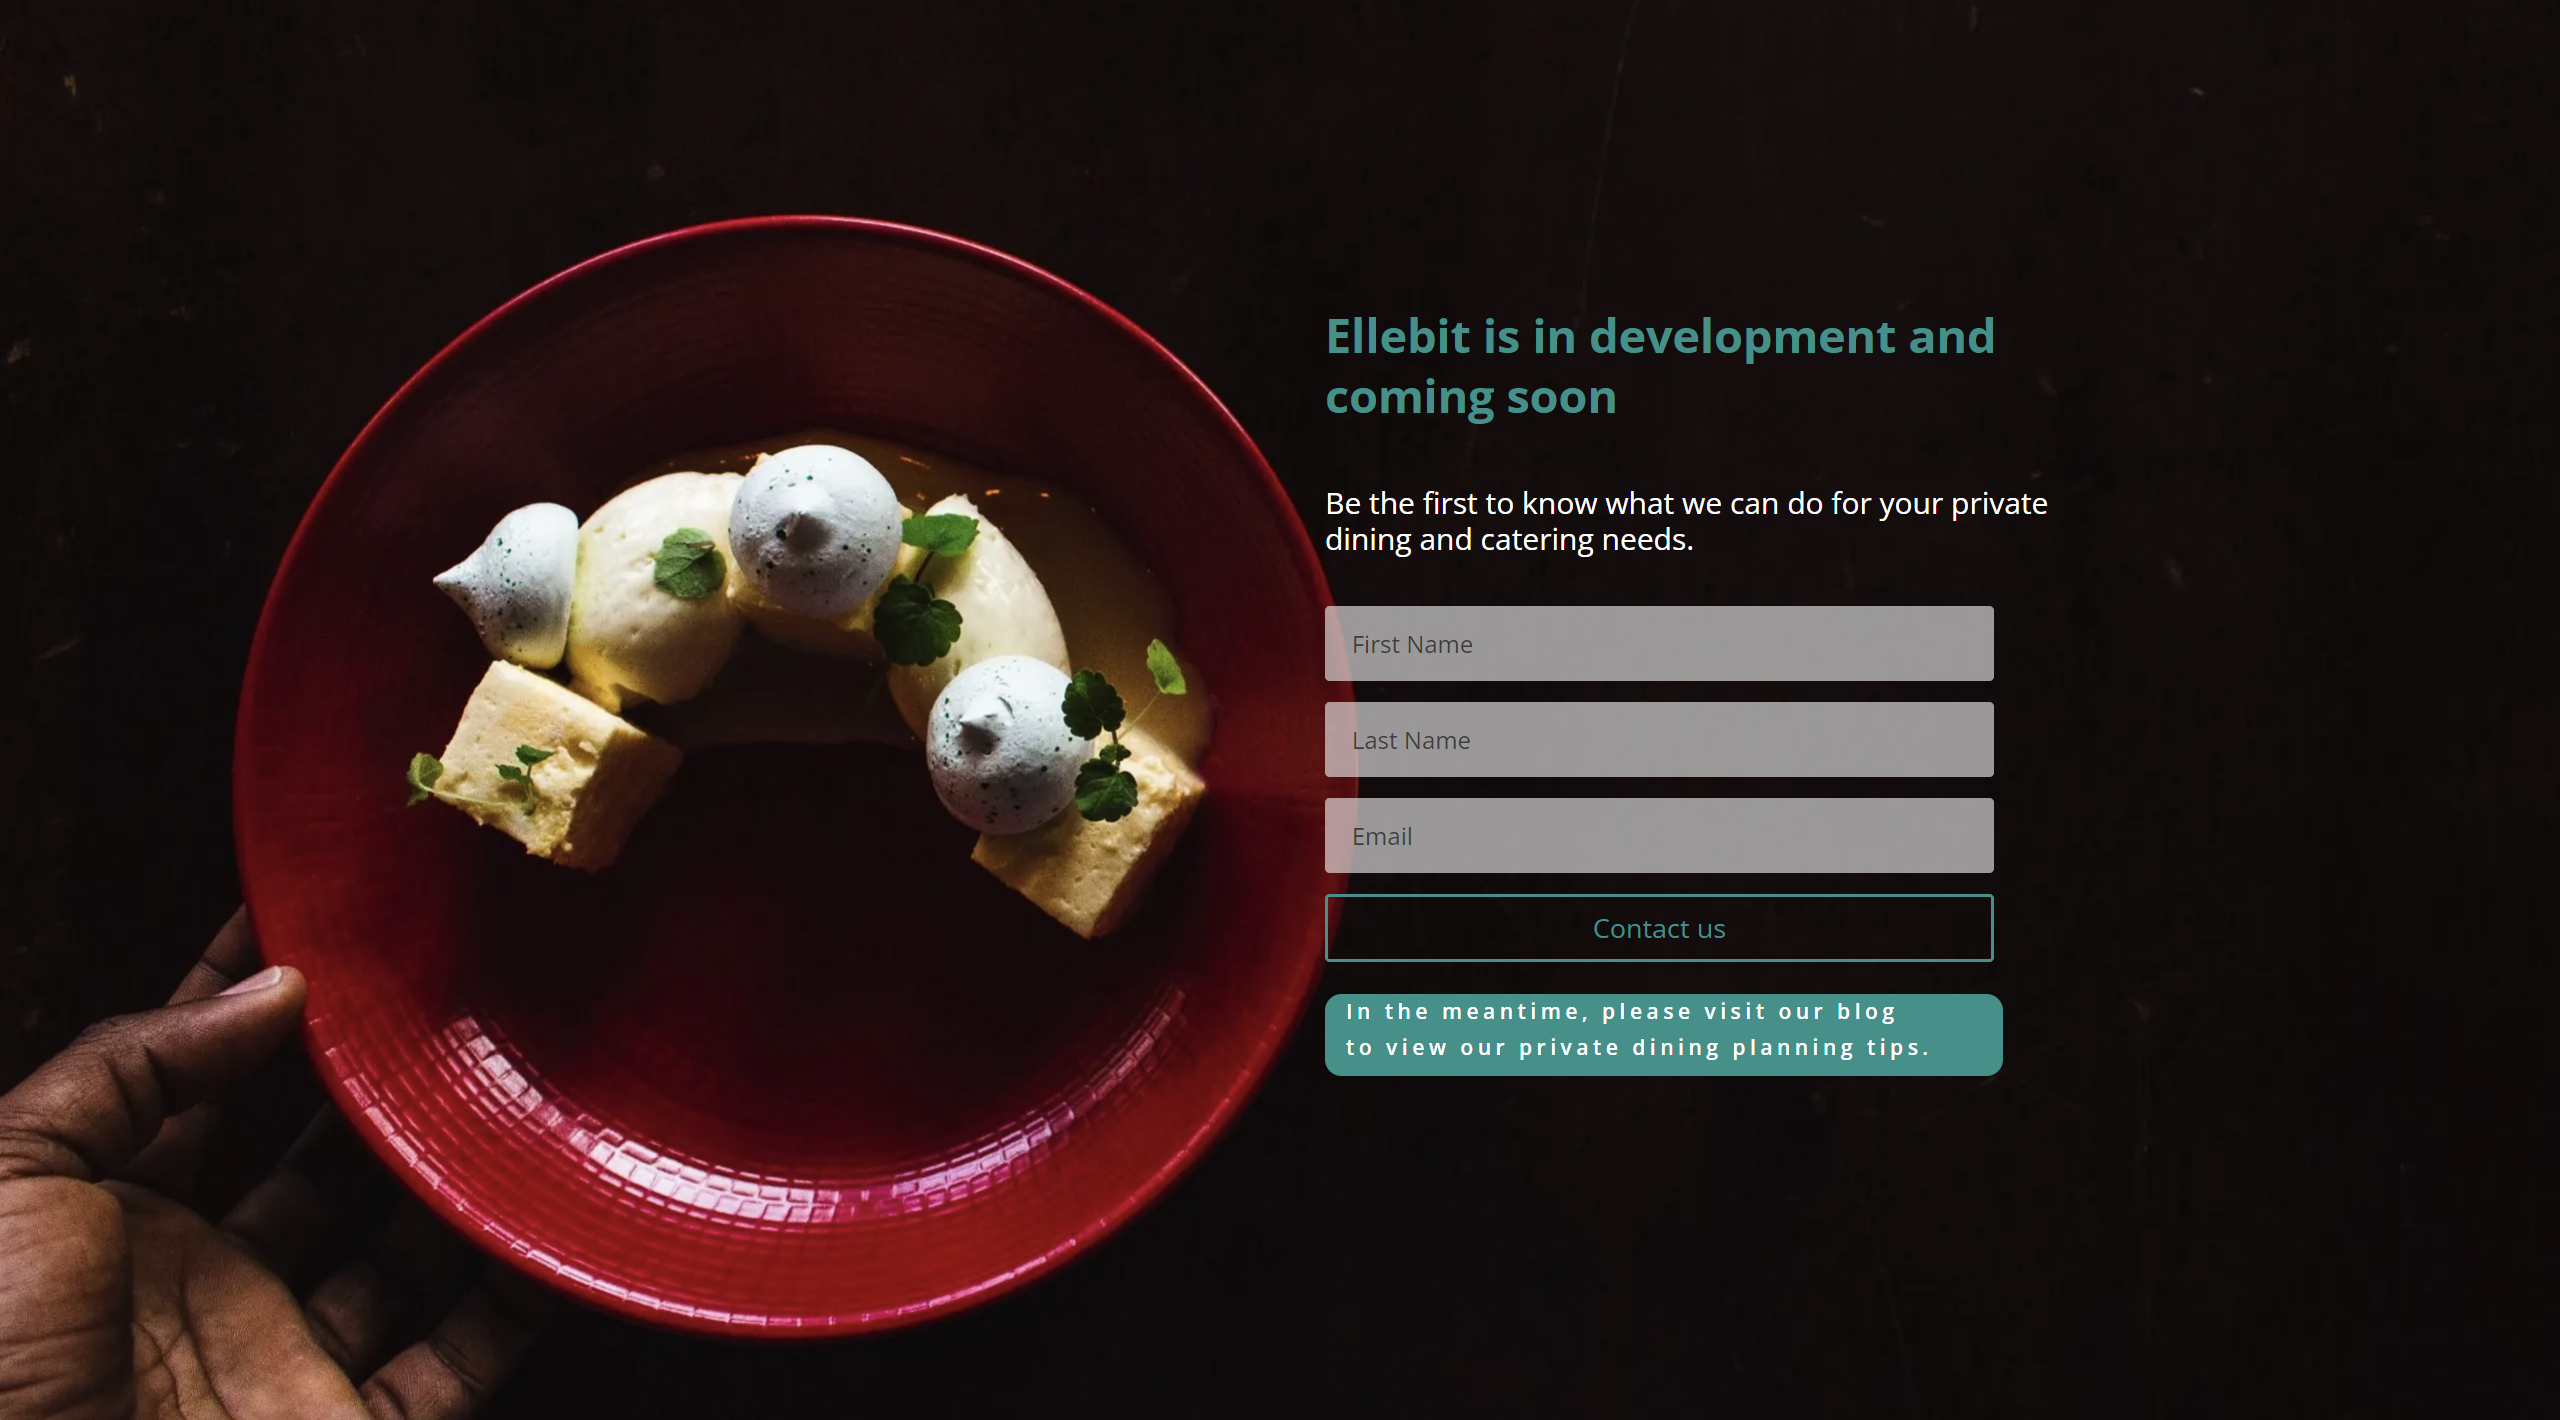 Ellebit is in development and
coming soon
Be the first to know what we can do for your private
dining and catering needs.
First Name
Last Name
Email
Contact us
In the meantime, please visit our blog
to view our private dining planning tips.